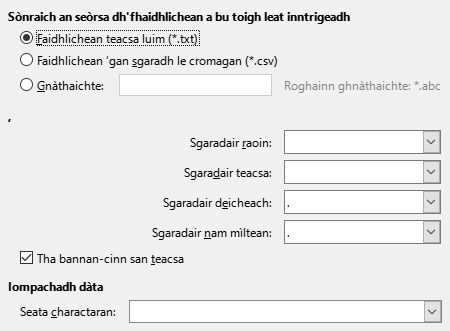 Sònraich an seòrsa dh'fhaidhlichean a bu toigh leat inntrigeadh
Faidhlichean teacsa luim (*.txt)
Faidhlichean ’gan sgaradh le cromagan (*.csv)
Gnàthaichte: Roghainn ghnàthaichte: *.abc
,
Sgaradair raoin:
Sgaradair teacsa:
Sgaradair deicheach: .
Sgaradair nam mìltean: .
Tha bannan-cinn san teacsa
Iompachadh dàta
Seata charactaran: